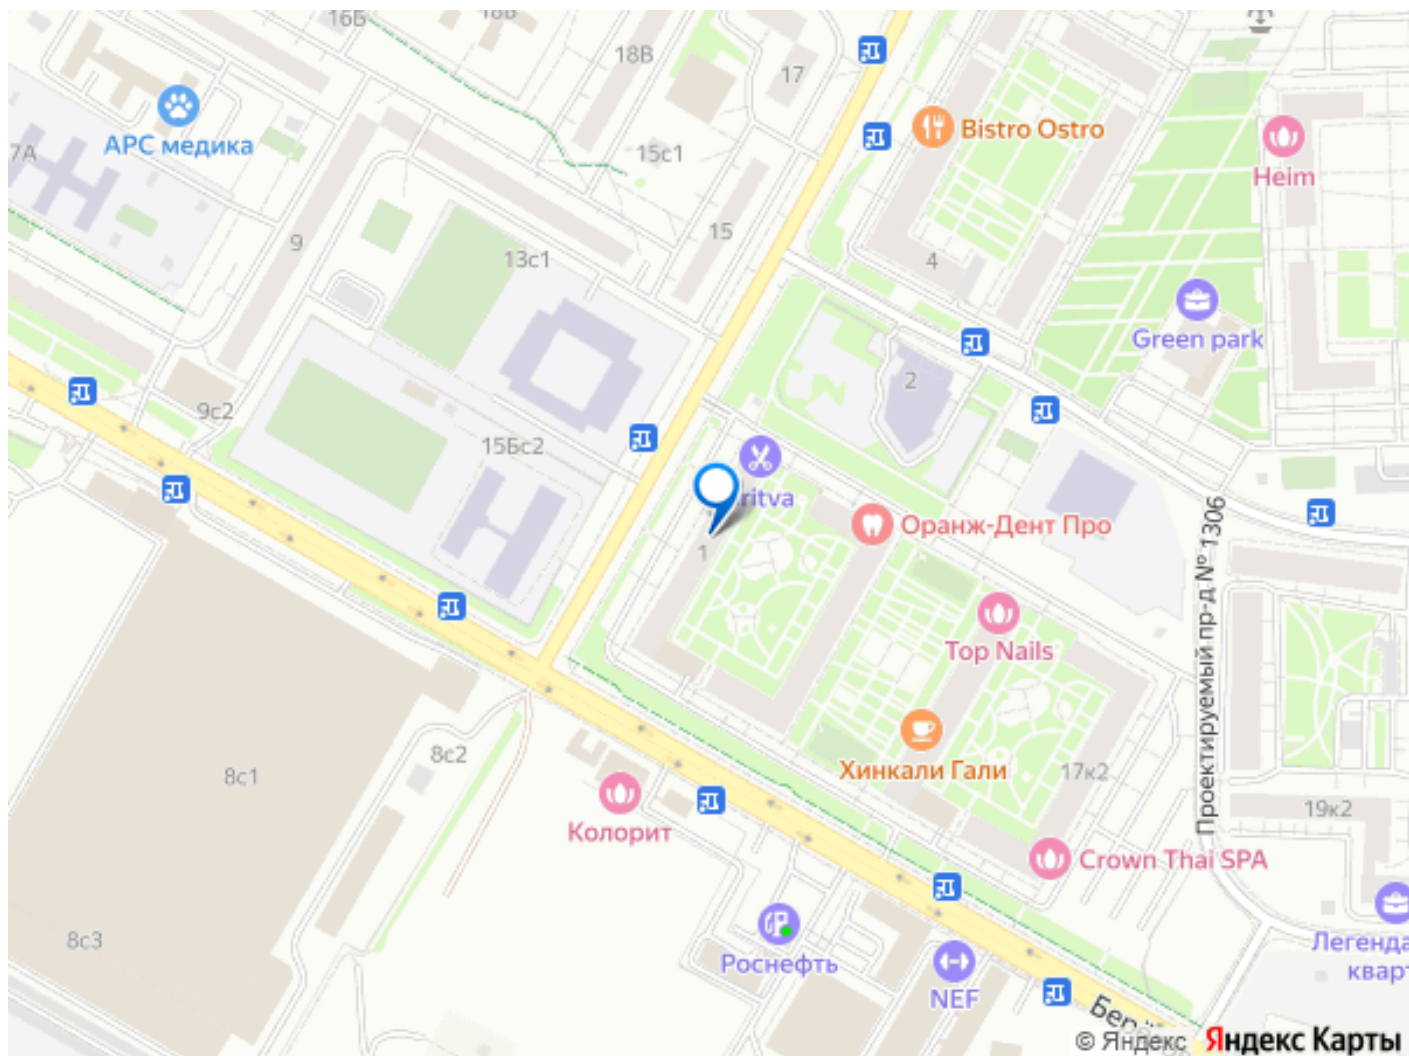 16Б
18Б
18В
17
АРС медика
7А
15с1
Bistro Ostro
Heim
9
13с1
15
4
Green park
2
9с2
15Бс2
ritva
1
Оранж-Дент Про
Проектируемый пр-д № 1306
Top Nails
8с2
8с1
Хинкали Гали
17к2
19к2
Колорит
Crown Thai SPA
8с3
Роснефть
NEF
Легенда
кварт
Берё
© Яндекс Яндекс Карты